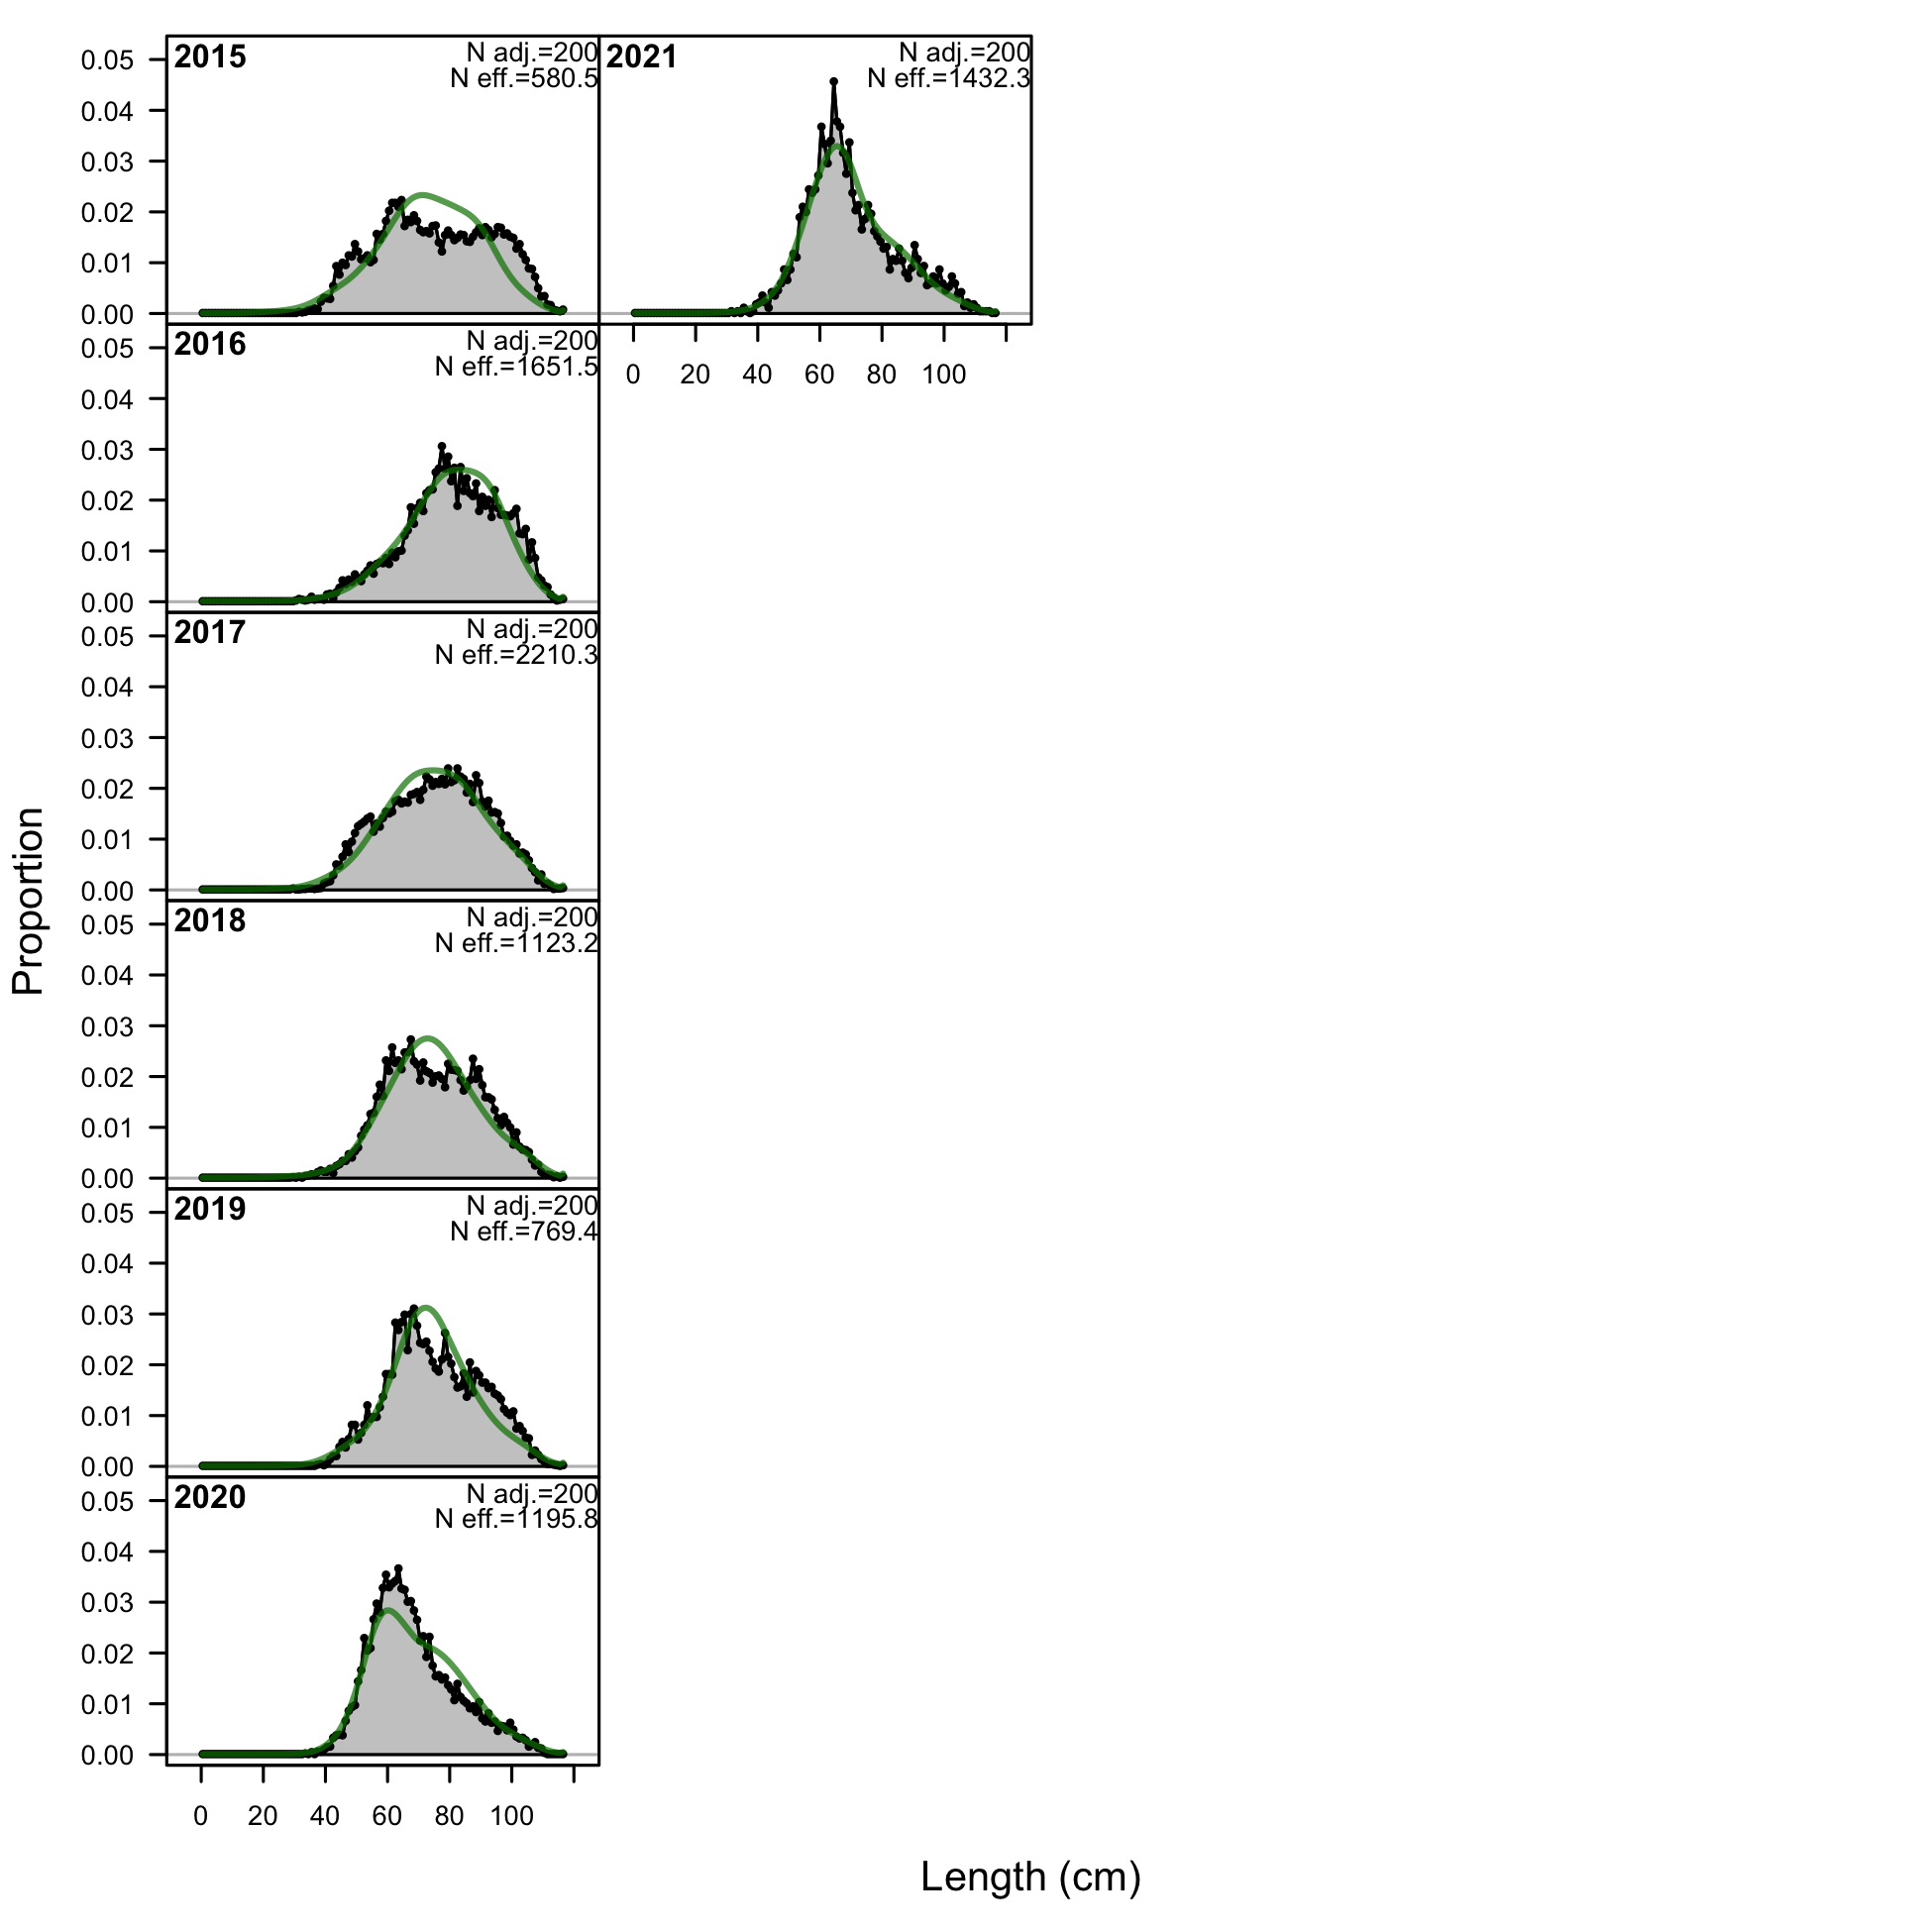 Proportion
2015
N adj.=200
N eff.=580.5
0.05
0.04
0.03
0.02
0.01
0.00
2021
N adj.=200
N eff.=1432.3
0 20 40 60 80 100
2016
N adj.=200
N eff.=1651.5
0.05
0.04
0.03
0.02
0.01
0.00
2017
N adj.=200
N eff.=2210.3
0.05
0.04
0.03
0.02
0.01
0.00
2018
N adj.=200
N eff.=1123.2
0.05
0.04
0.03
0.02
0.01
0.00
2019
N adj.=200
N eff.=769.4
0.05
0.04
0.03
0.02
0.01
0.00
2020
N adj.=200
N eff.=1195.8
0.05
0.04
0.03
0.02
0.01
0.00
0 20 40 60 80 100
Length (cm)